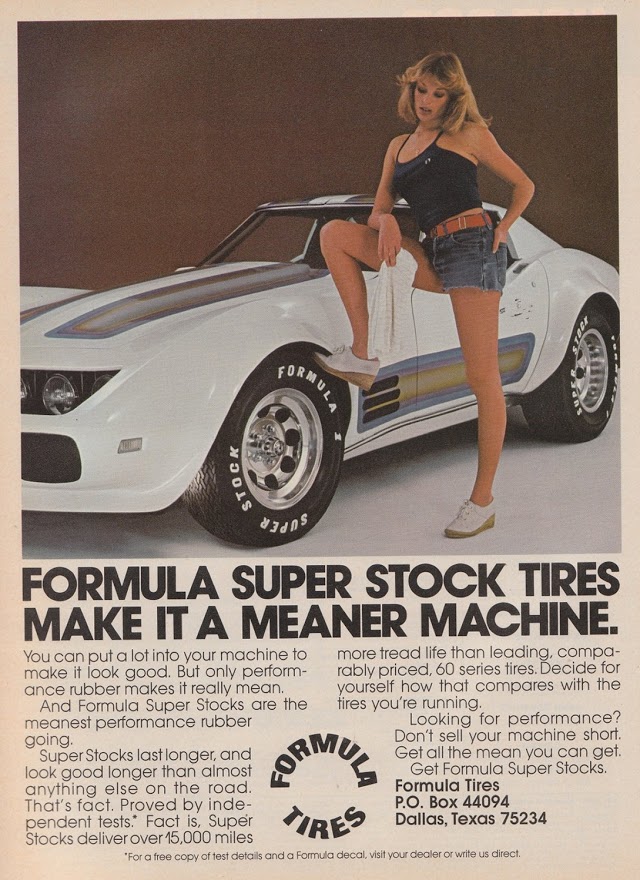 FORMULA 1
SUPER STOCK
SUPER STOCK
FORMULA SUPER STOCK TIRES
MAKE IT A MEANER MACHINE.
You can put a lot into your machine to
make it look good. But only perform-
ance rubber makes it really mean.
And Formula Super Stocks are the
meanest performance rubber
going.
Super Stocks last longer, and
look good longer than almost
anything else on the road.
That's fact. Proved by inde-
pendent tests.* Fact is, Super
Stocks deliver over 15,000 miles
FORMULA
TIRES
more tread life than leading, compa-
rably priced, 60 series tires. Decide for
yourself how that compares with the
tires you're running.
Looking for performance?
Don't sell your machine short.
Get all the mean you can get.
Get Formula Super Stocks.
Formula Tires
P.O. Box 44094
Dallas, Texas 75234
*For a free copy of test details and a Formula decal, visit your dealer or write us direct.